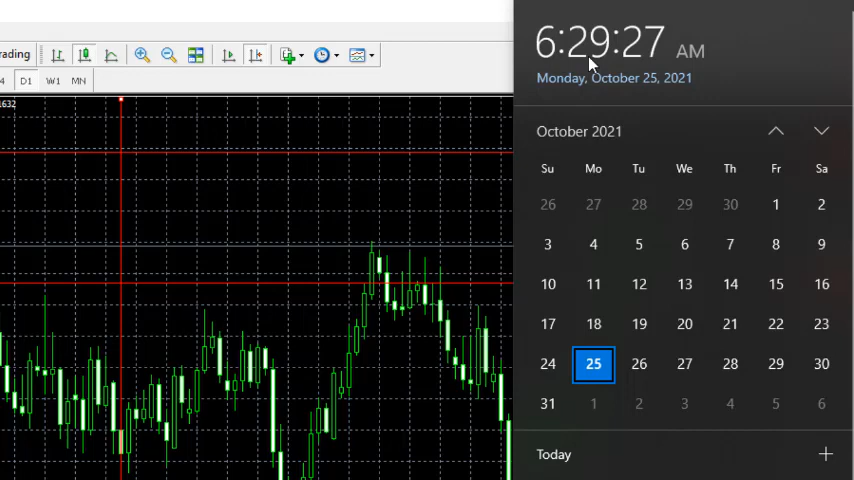 6:29:27 AM
Monday, October 25, 2021
rading
4 D1 W1 MN
1632
October 2021
Su Mo Tu We Th Fr Sa
26 27 28 29 30 1 2
3 4 5 6 7 8 9
10 11 12 13 14 15 16
17 18 19 20 21 22 23
24 25 26 27 28 29 30
31 1 2 3 4 5 6
Today